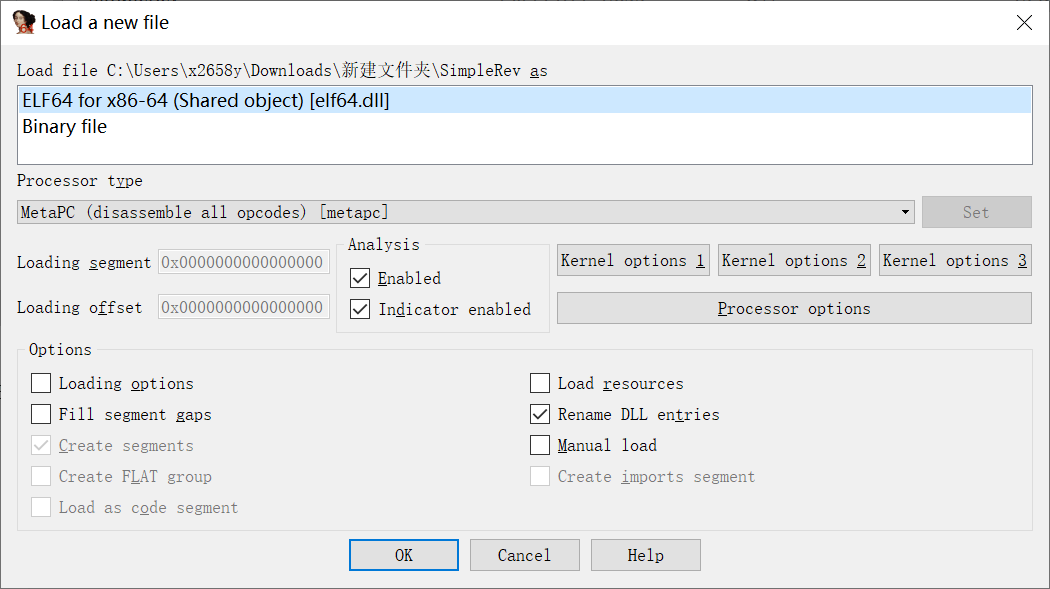 Load a new file
Load file C:\Users\x2658y\Downloads\新建文件夹\SimpleRev as
ELF64 for x86-64 (Shared object) [elf64.dll]
Binary file
Processor type
MetaPC (disassemble all opcodes) [metapc]
Set
Loading segment 0x0000000000000000
Loading offset 0x0000000000000000
Analysis
Enabled
Indicator enabled
Kernel options 1
Kernel options 2
Kernel options 3
Processor options
Options
Loading options
Fill segment gaps
Create segments
Create FLAT group
Load as code segment
Load resources
Rename DLL entries
Manual load
Create imports segment
OK
Cancel
Help